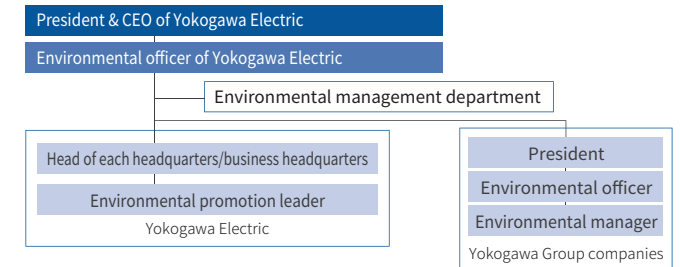 President & CEO of Yokogawa Electric
Environmental officer of Yokogawa Electric
Environmental management department
Head of each headquarters/business headquarters
Environmental promotion leader
Yokogawa Electric
President
Environmental officer
Environmental manager
Yokogawa Group companies